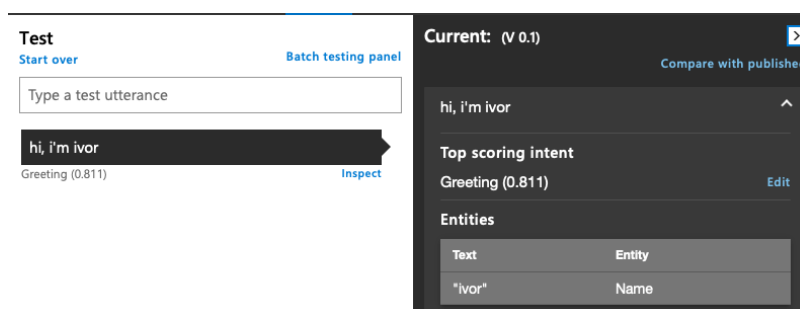 Test
Start over
Batch testing panel
Type a test utterance
hi, i'm ivor
Greeting (0.811)
Inspect
Current: (V 0.1)
Compare with publishe
hi, i'm ivor
Top scoring intent
Greeting (0.811)
Edit
Entities
Text Entity
"ivor" Name